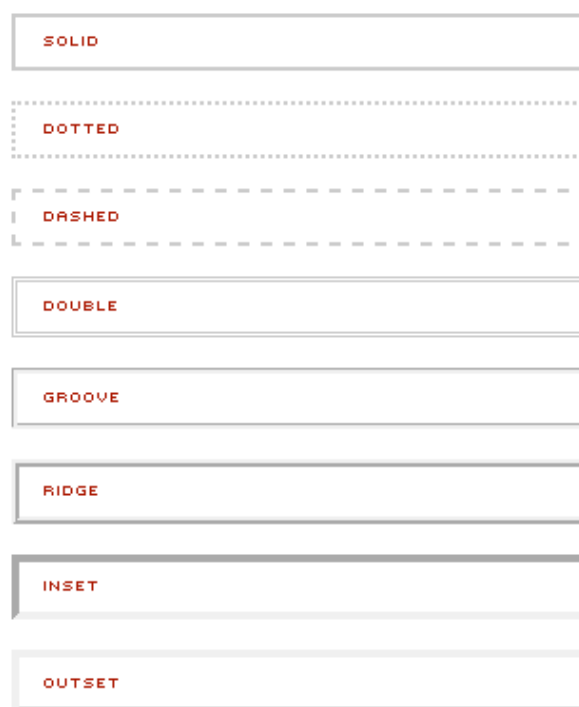 SOLID
DOTTED
DASHED
DOUBLE
GROOVE
RIDGE
INSET
OUTSET